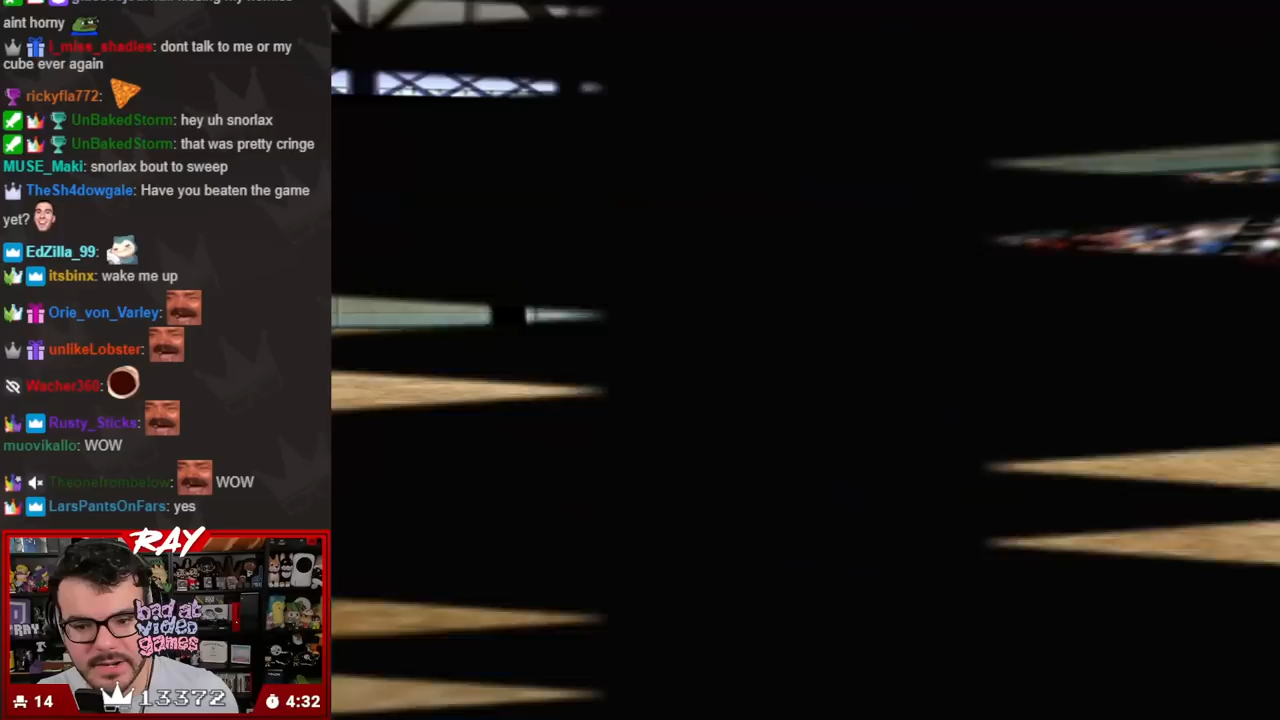 aint horny
i_miss_shadies: dont talk to me or my
cube ever again
rickyfla772:
UnBakedStorm: hey uh snorlax
UnBakedStorm: that was pretty cringe
MUSE_Maki: snorlax bout to sweep
TheSh4dowgale: Have you beaten the game
yet?
EdZilla_99:
itsbinx: wake me up
Orie_von_Varley:
unlikeLobster:
Wacher360:
Rusty_Sticks:
muovikallo: WOW
Theonefrombelow: WOW
LarsPantsOnFars: yes
RAY
bad at
video
games
14
13372
4:32